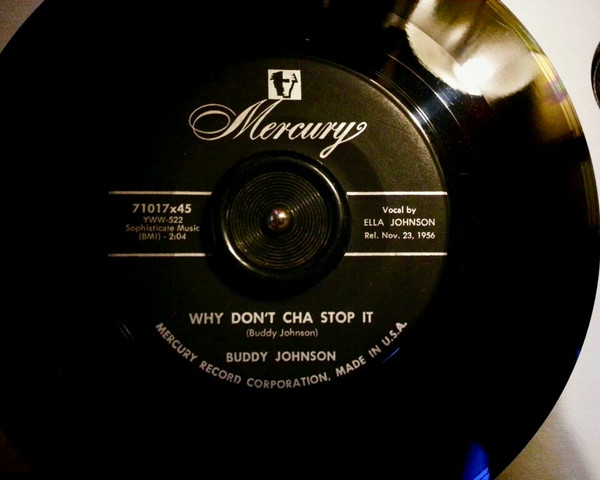 Mercury
71017x45
YWW-522
Sophisticate Music
(BMI) - 2:04
Vocal by
ELLA JOHNSON
Rel. Nov. 23, 1956
WHY DON'T CHA STOP IT
(Buddy Johnson)
BUDDY JOHNSON
MERCURY RECORD CORPORATION, MADE IN U.S.A.